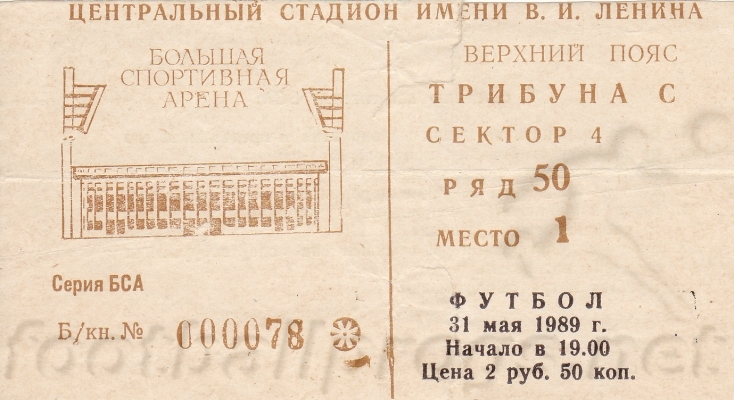 ЦЕНТРАЛЬНЫЙ СТАДИОН ИМЕНИ В. И. ЛЕНИНА
БОЛЬШАЯ
СПОРТИВНАЯ
АРЕНА
Серия БСА
Б/кн. № 000078
ВЕРХНИЙ ПОЯС
ТРИБУНА С
СЕКТОР 4
РЯД 50
МЕСТО 1
ФУТБОЛ
31 мая 1989 г.
Начало в 19.00
Цена 2 руб. 50 коп.